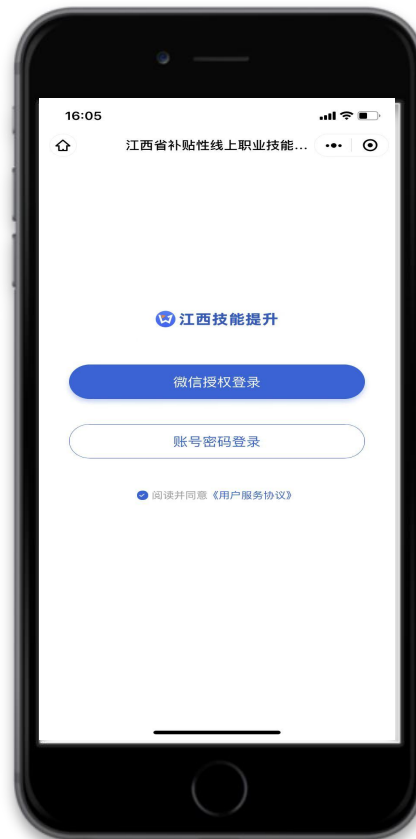 16:05
江西省补贴性线上职业技能...
江西技能提升
微信授权登录
账号密码登录
阅读并同意《用户服务协议》